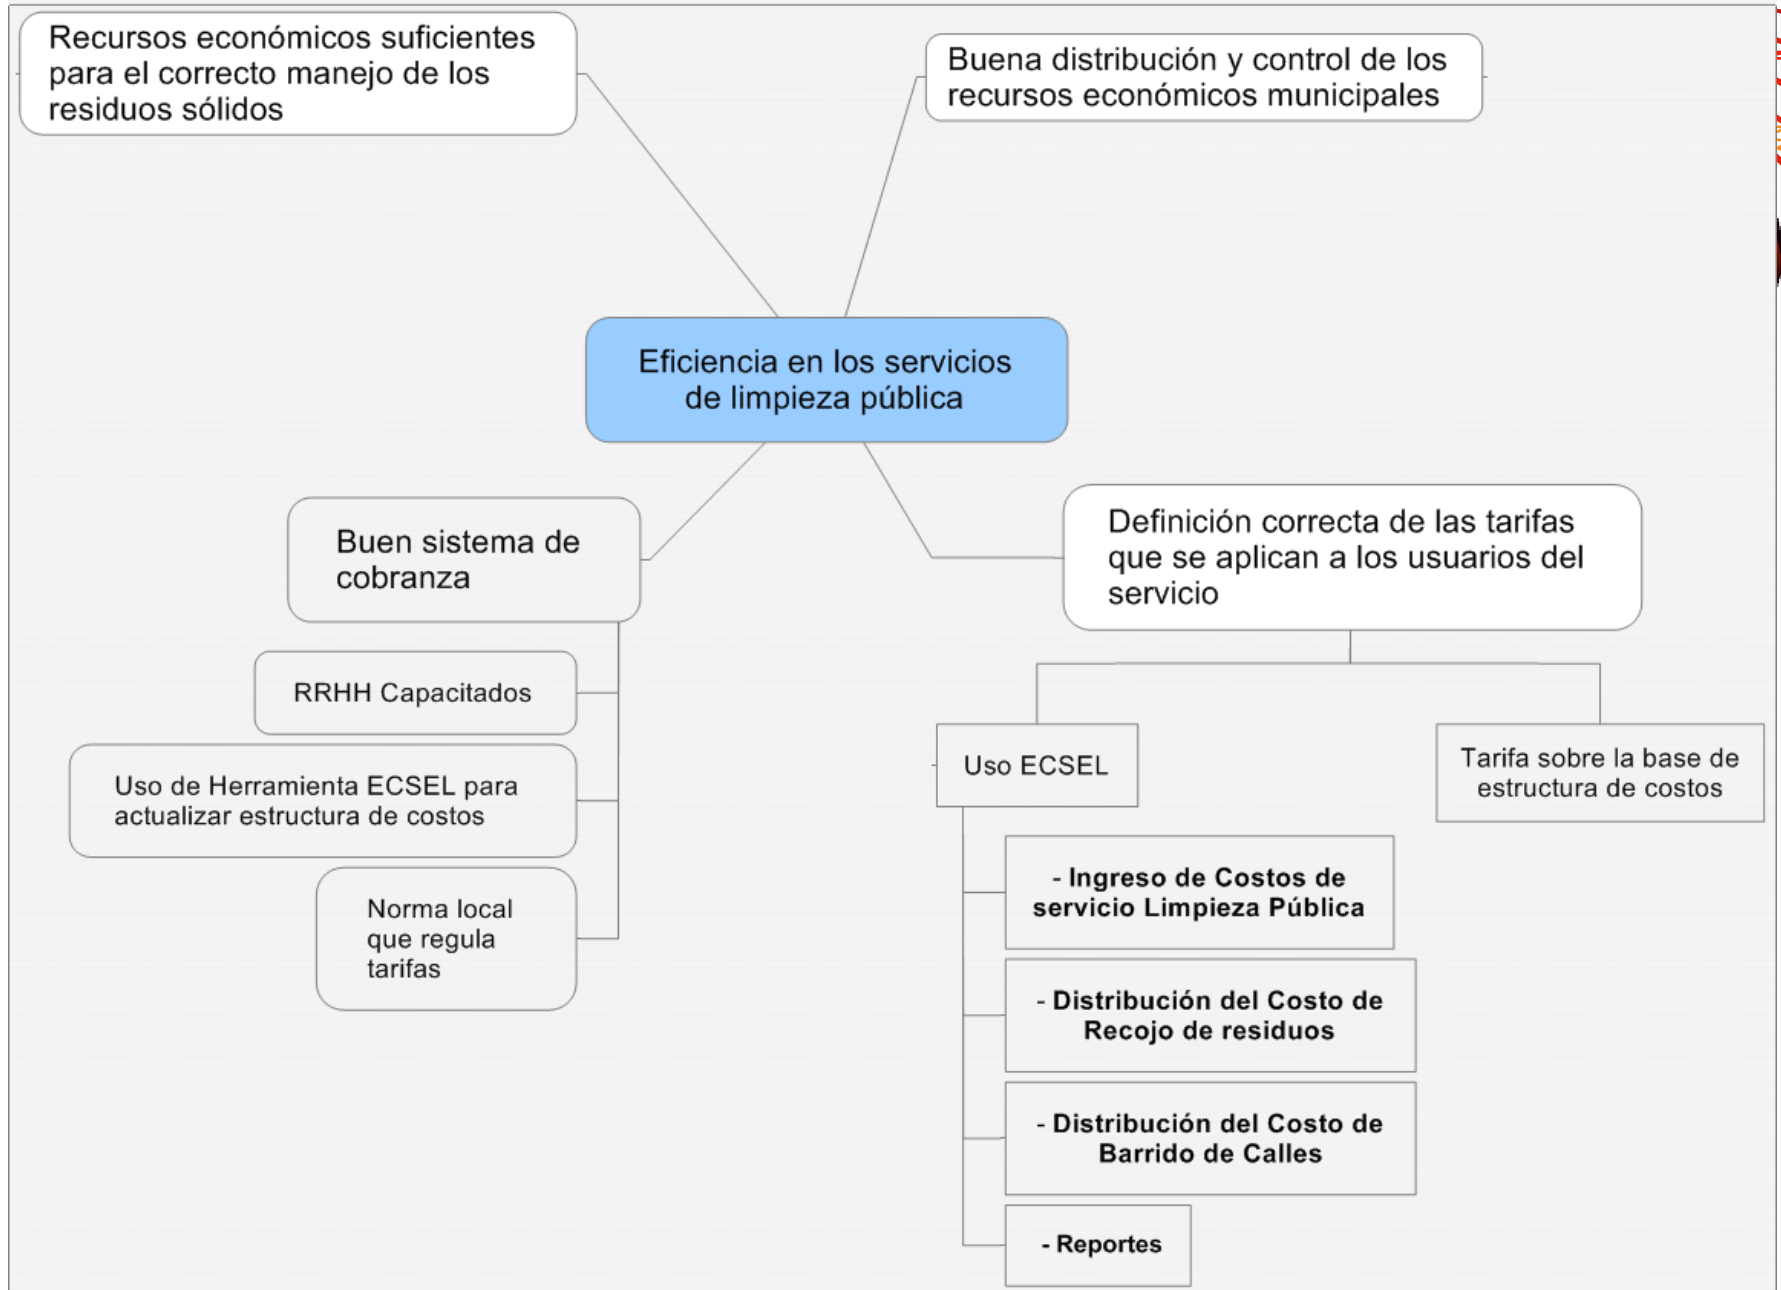 Recursos económicos suficientes
para el correcto manejo de los
residuos sólidos
Buena distribución y control de los
recursos económicos municipales
Eficiencia en los servicios
de limpieza pública
Buen sistema de
cobranza
RRHH Capacitados
Uso de Herramienta ECSEL para
actualizar estructura de costos
Norma local
que regula
tarifas
Definición correcta de las tarifas
que se aplican a los usuarios del
servicio
Uso ECSEL
Tarifa sobre la base de
estructura de costos
- Ingreso de Costos de
servicio Limpieza Pública
- Distribución del Costo de
Recojo de residuos
- Distribución del Costo de
Barrido de Calles
- Reportes